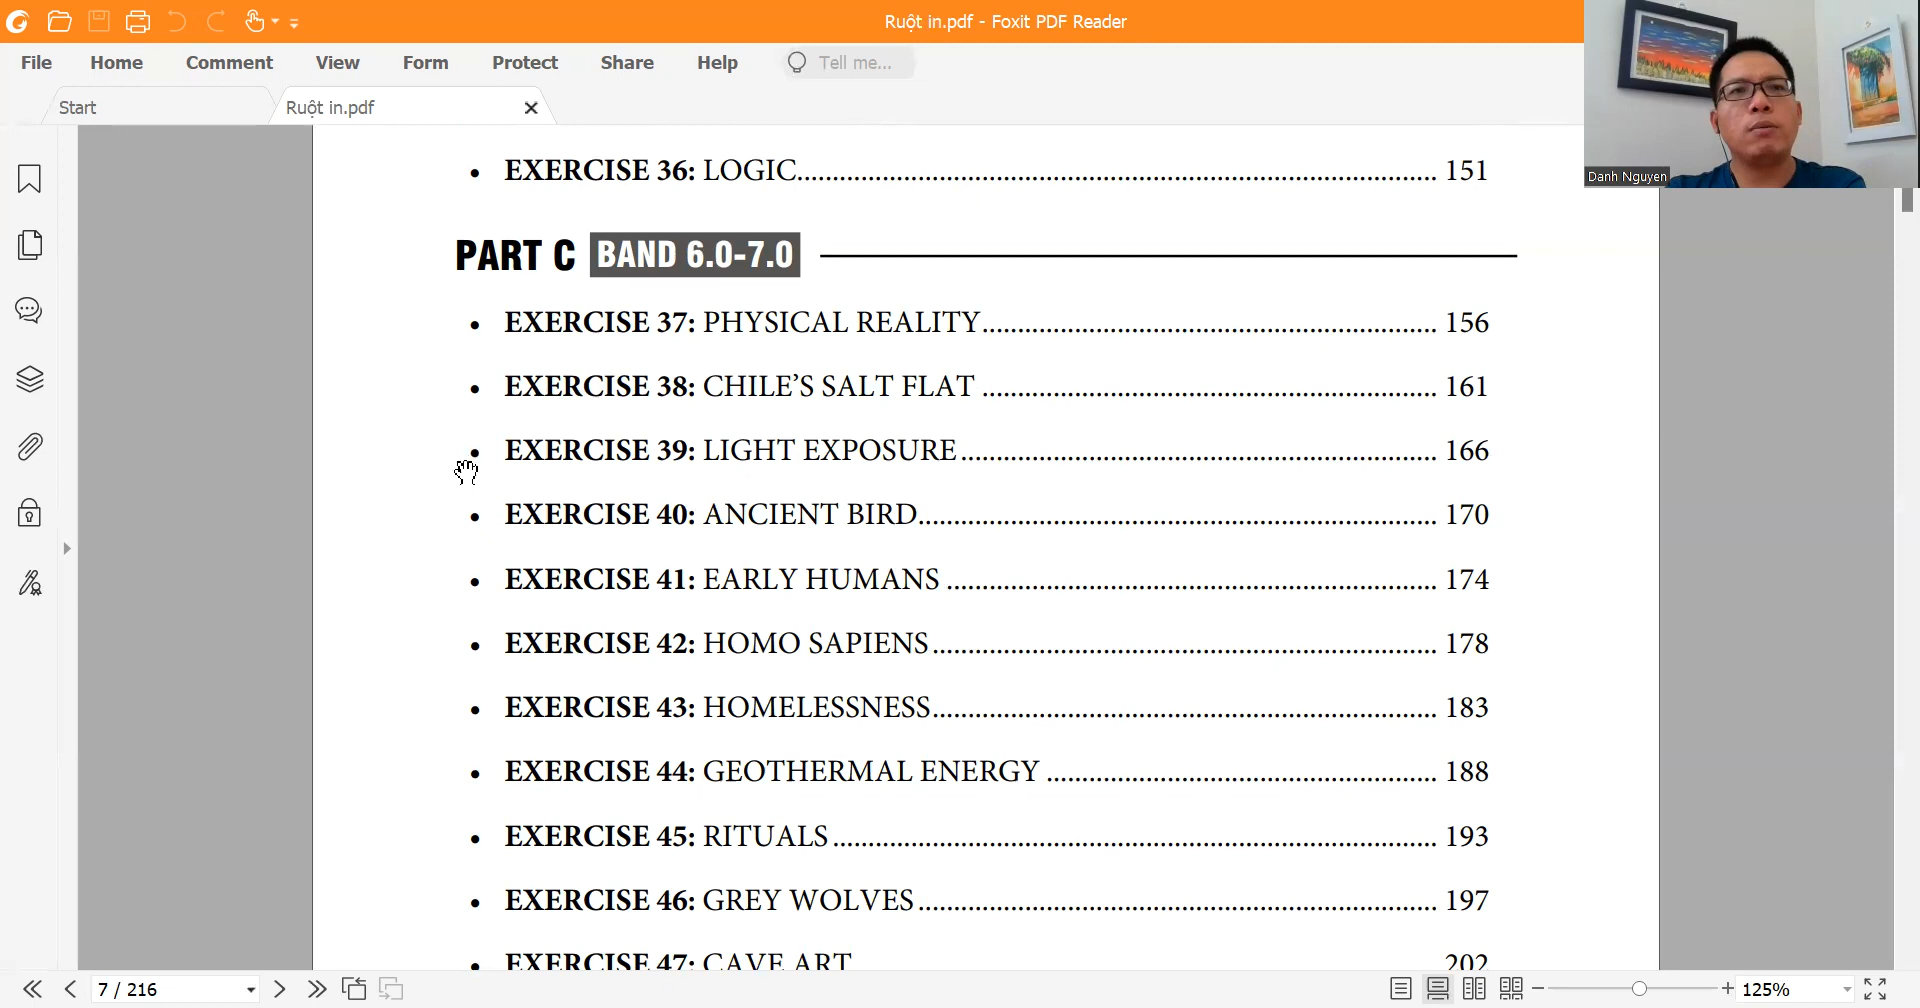 Ruột in.pdf - Foxit PDF Reader
File Home Comment View Form Protect Share Help Tell me...
Start Ruột in.pdf
Danh Nguyen
• EXERCISE 36: LOGIC 151
PART C BAND 6.0-7.0
• EXERCISE 37: PHYSICAL REALITY 156
• EXERCISE 38: CHILE’S SALT FLAT 161
• EXERCISE 39: LIGHT EXPOSURE 166
• EXERCISE 40: ANCIENT BIRD 170
• EXERCISE 41: EARLY HUMANS 174
• EXERCISE 42: HOMO SAPIENS 178
• EXERCISE 43: HOMELESSNESS 183
• EXERCISE 44: GEOTHERMAL ENERGY 188
• EXERCISE 45: RITUALS 193
• EXERCISE 46: GREY WOLVES 197
• EXERCISE 47: CAVE ART 202
7 / 216 125%